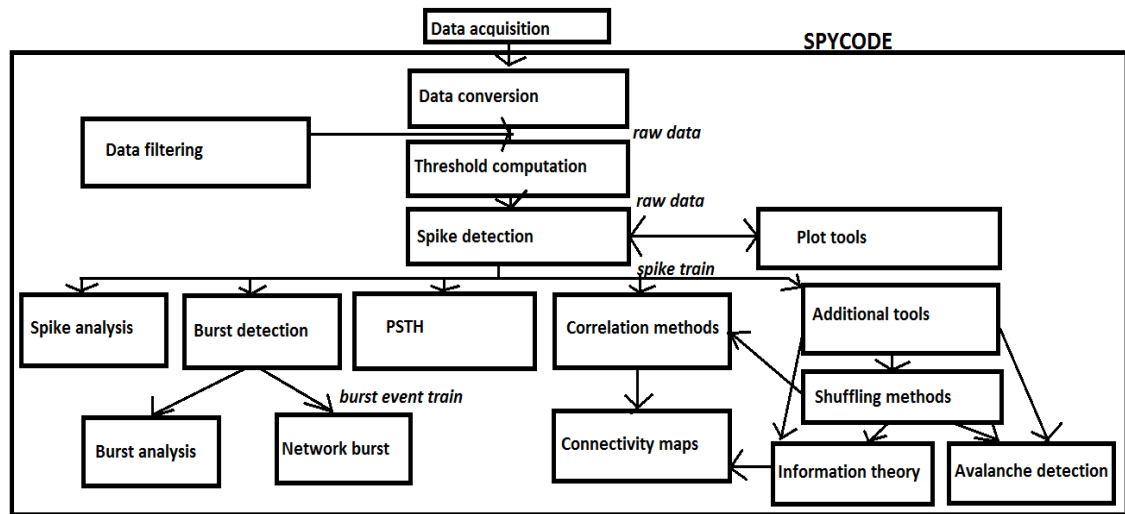 Data acquisition
SPYCODE
Data conversion
raw data
Data filtering
Threshold computation
raw data
Spike detection
Plot tools
spike train
Spike analysis
Burst detection
PSTH
Correlation methods
Additional tools
Shuffling methods
burst event train
Burst analysis
Network burst
Connectivity maps
Information theory
Avalanche detection